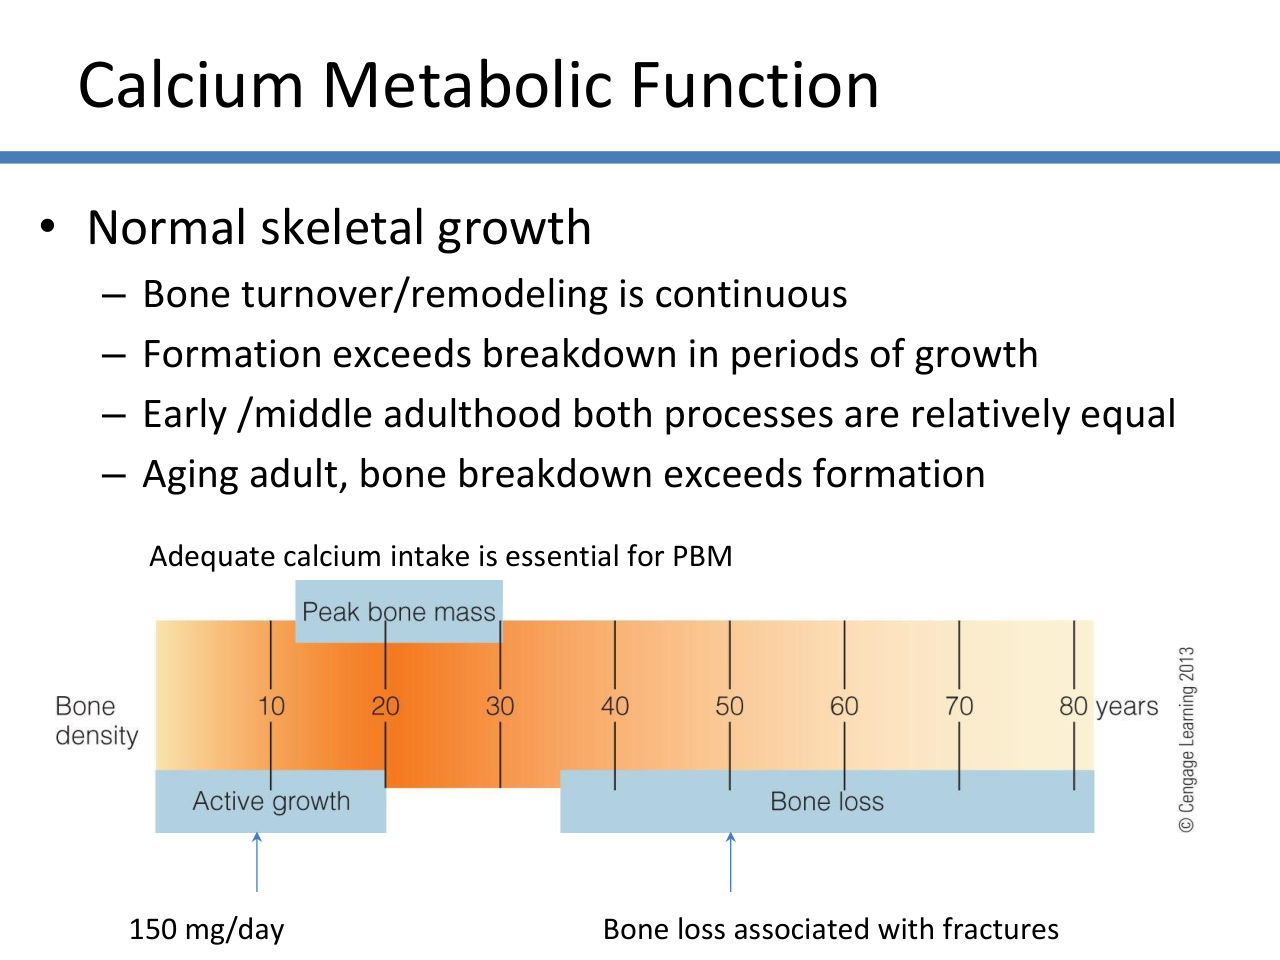 Calcium Metabolic Function
• Normal skeletal growth
– Bone turnover/remodeling is continuous
– Formation exceeds breakdown in periods of growth
– Early /middle adulthood both processes are relatively equal
– Aging adult, bone breakdown exceeds formation
Adequate calcium intake is essential for PBM
Peak bone mass
Bone density
10 20 30 40 50 60 70 80 years
Active growth
Bone loss
© Cengage Learning 2013
150 mg/day
Bone loss associated with fractures